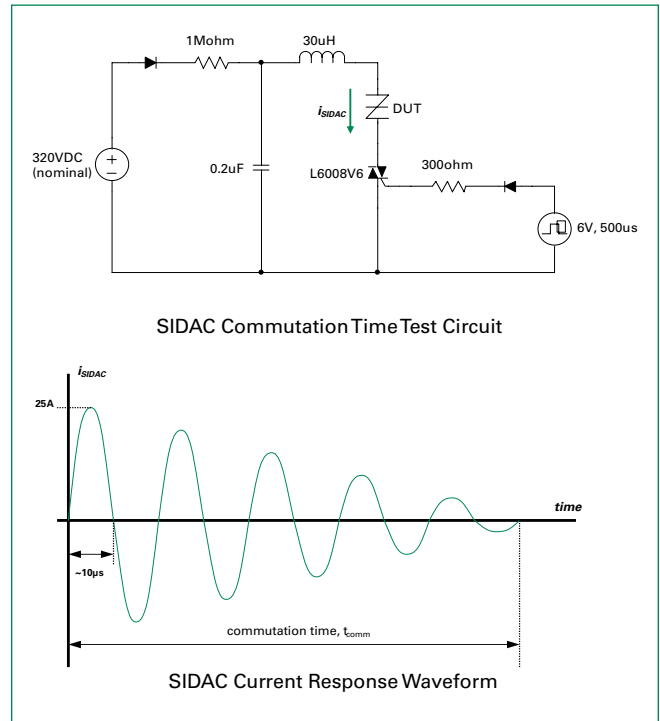 1Mohm
30uH
i_SIDAC
DUT
320VDC
(nominal)
+
−
0.2uF
L6008V6
300ohm
6V, 500us
SIDAC Commutation Time Test Circuit
i_SIDAC
25A
time
~10µs
commutation time, t_comm
SIDAC Current Response Waveform